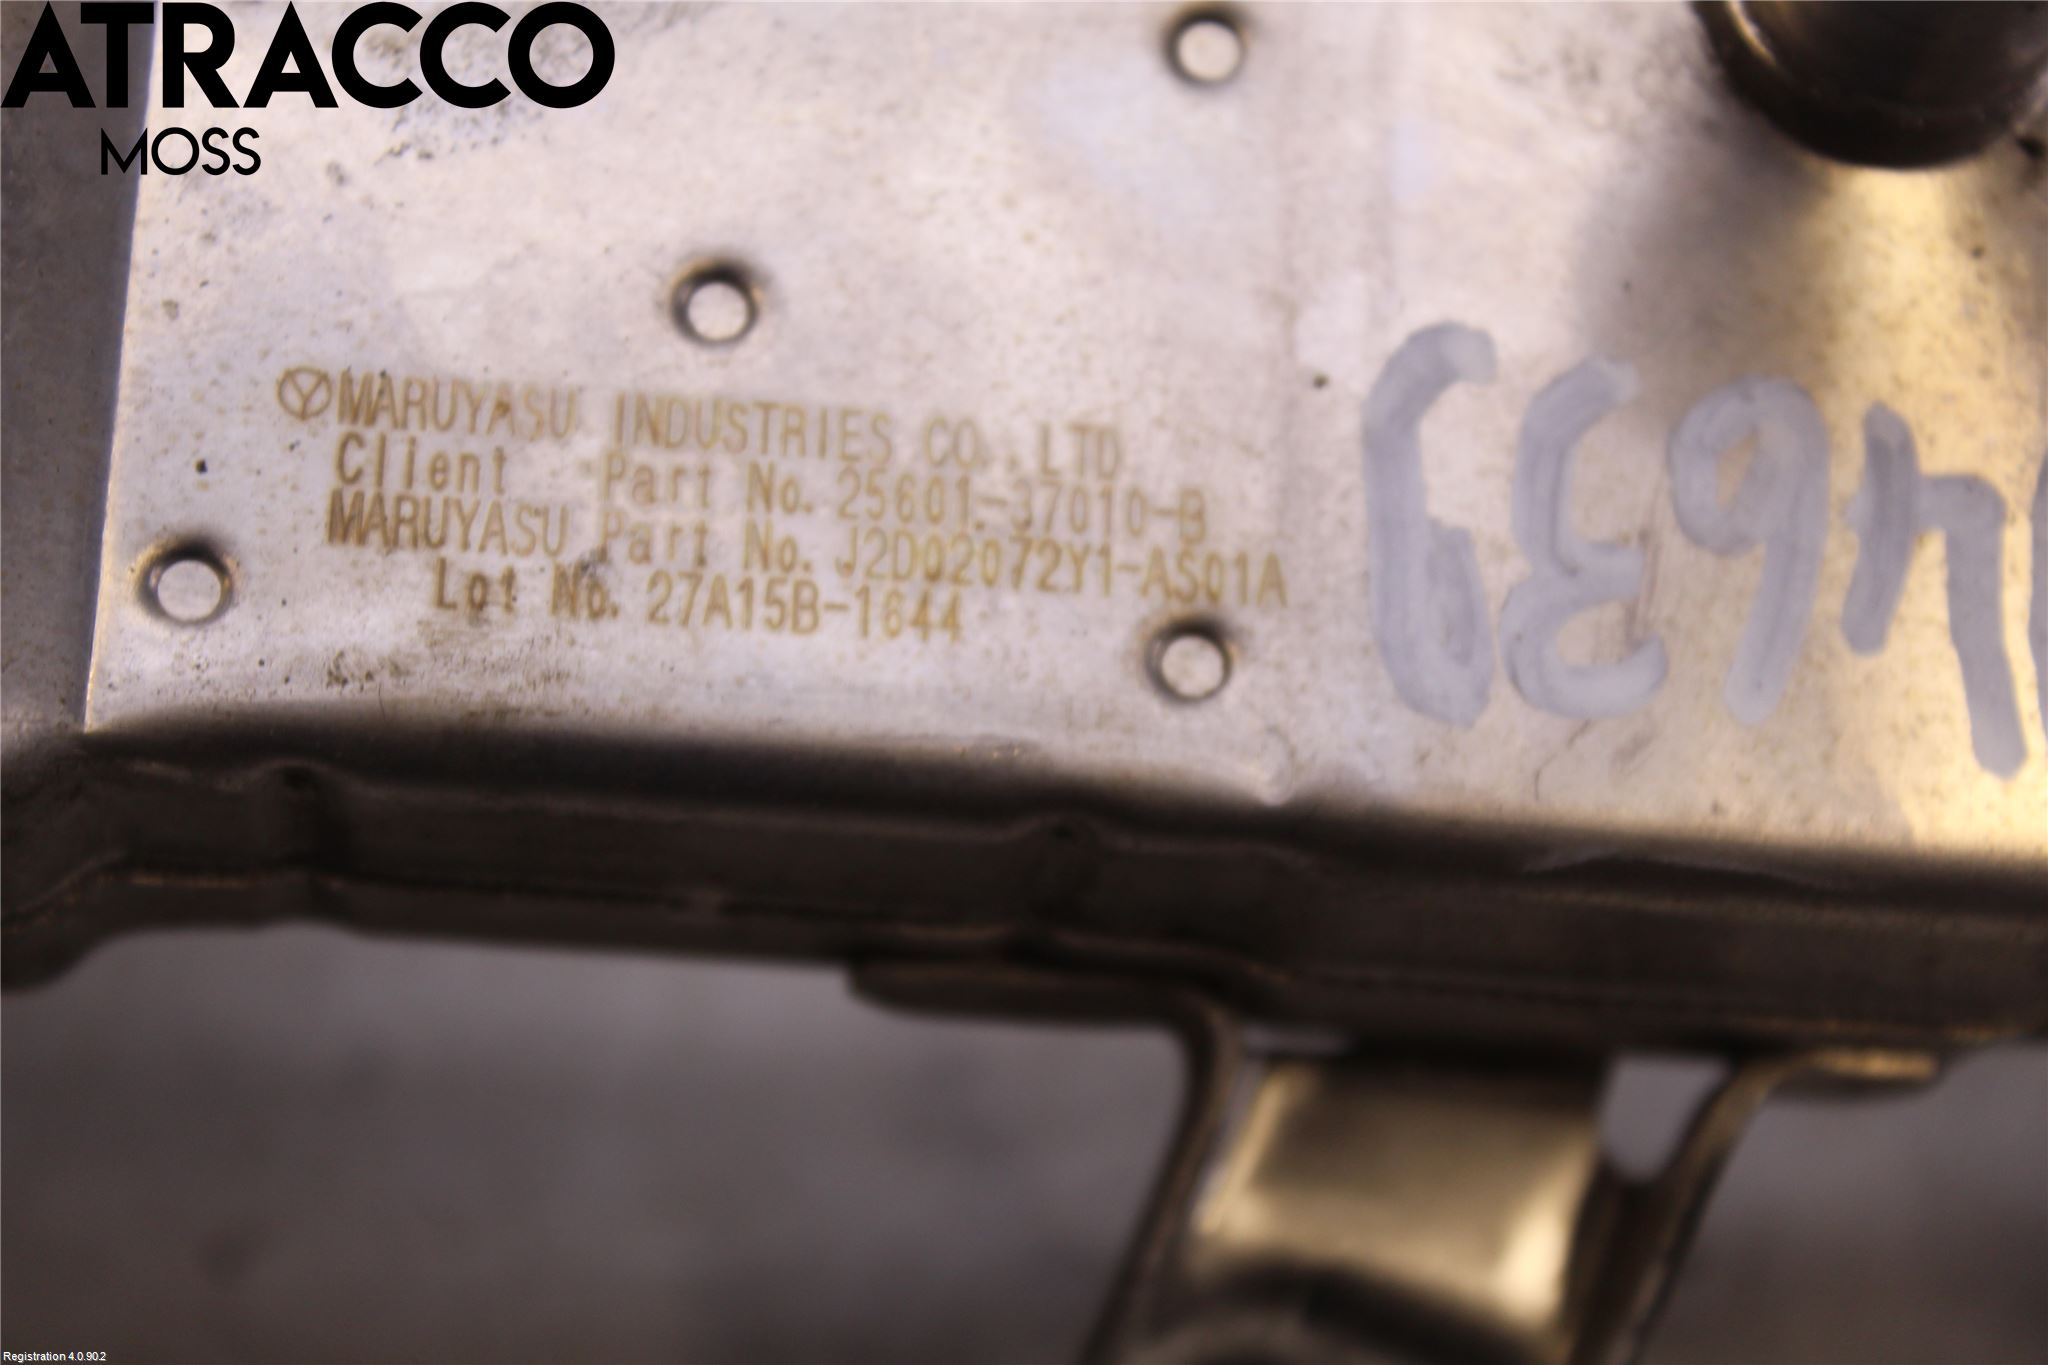 ATRACCO
MOSS
MARUYASU INDUSTRIES CO.,LTD
Client Part No. 25601-37010-B
MARUYASU Part No. J2D02072Y1-AS01A
Lot No. 27A15B-1644
Registration 4.0.90.2